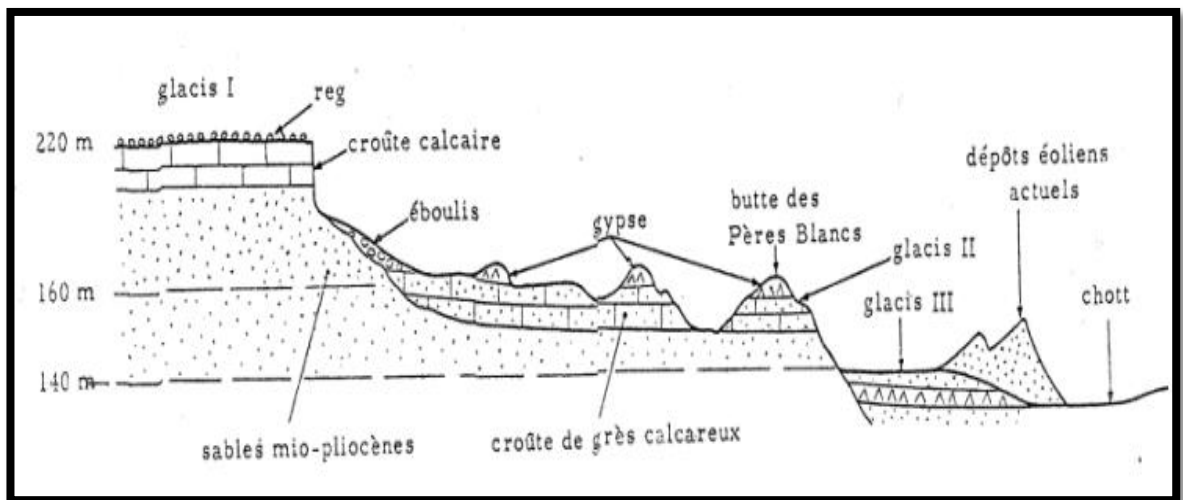 glacis I
reg
220 m
croûte calcaire
dépôts éoliens
actuels
éboulis
gypse
butte des
Pères Blancs
glacis II
160 m
glacis III
chott
140 m
sables mio-pliocènes
croûte de grès calcareux